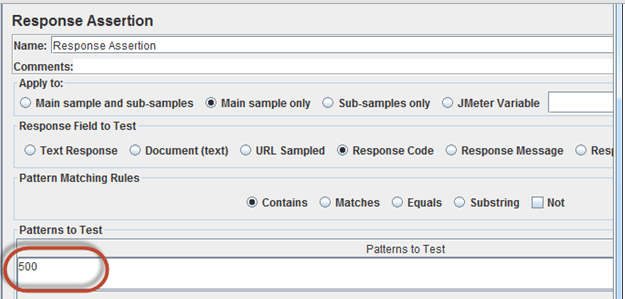 Response Assertion
Name: Response Assertion
Comments:
Apply to:
Main sample and sub-samples Main sample only Sub-samples only JMeter Variable
Response Field to Test
Text Response Document (text) URL Sampled Response Code Response Message Resp
Pattern Matching Rules
Contains Matches Equals Substring Not
Patterns to Test
Patterns to Test
500